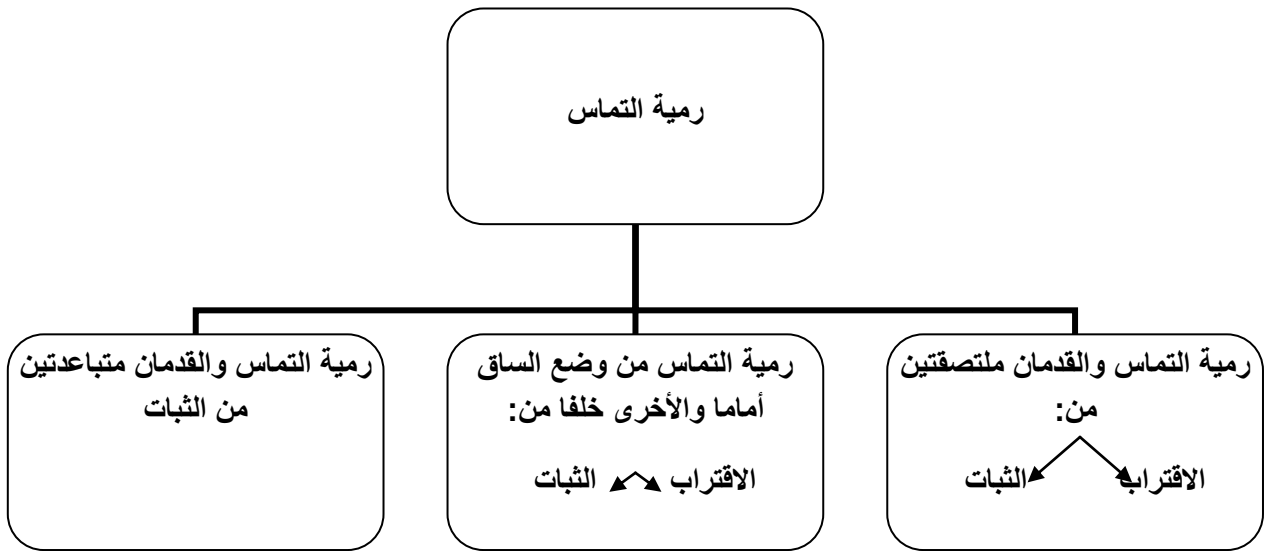 رمية التماس
رمية التماس والقدمان ملتصقتين
من:
الاقتراب الثبات
رمية التماس من وضع الساق
أماما والأخرى خلفا من:
الاقتراب الثبات
رمية التماس والقدمان متباعدتين
من الثبات